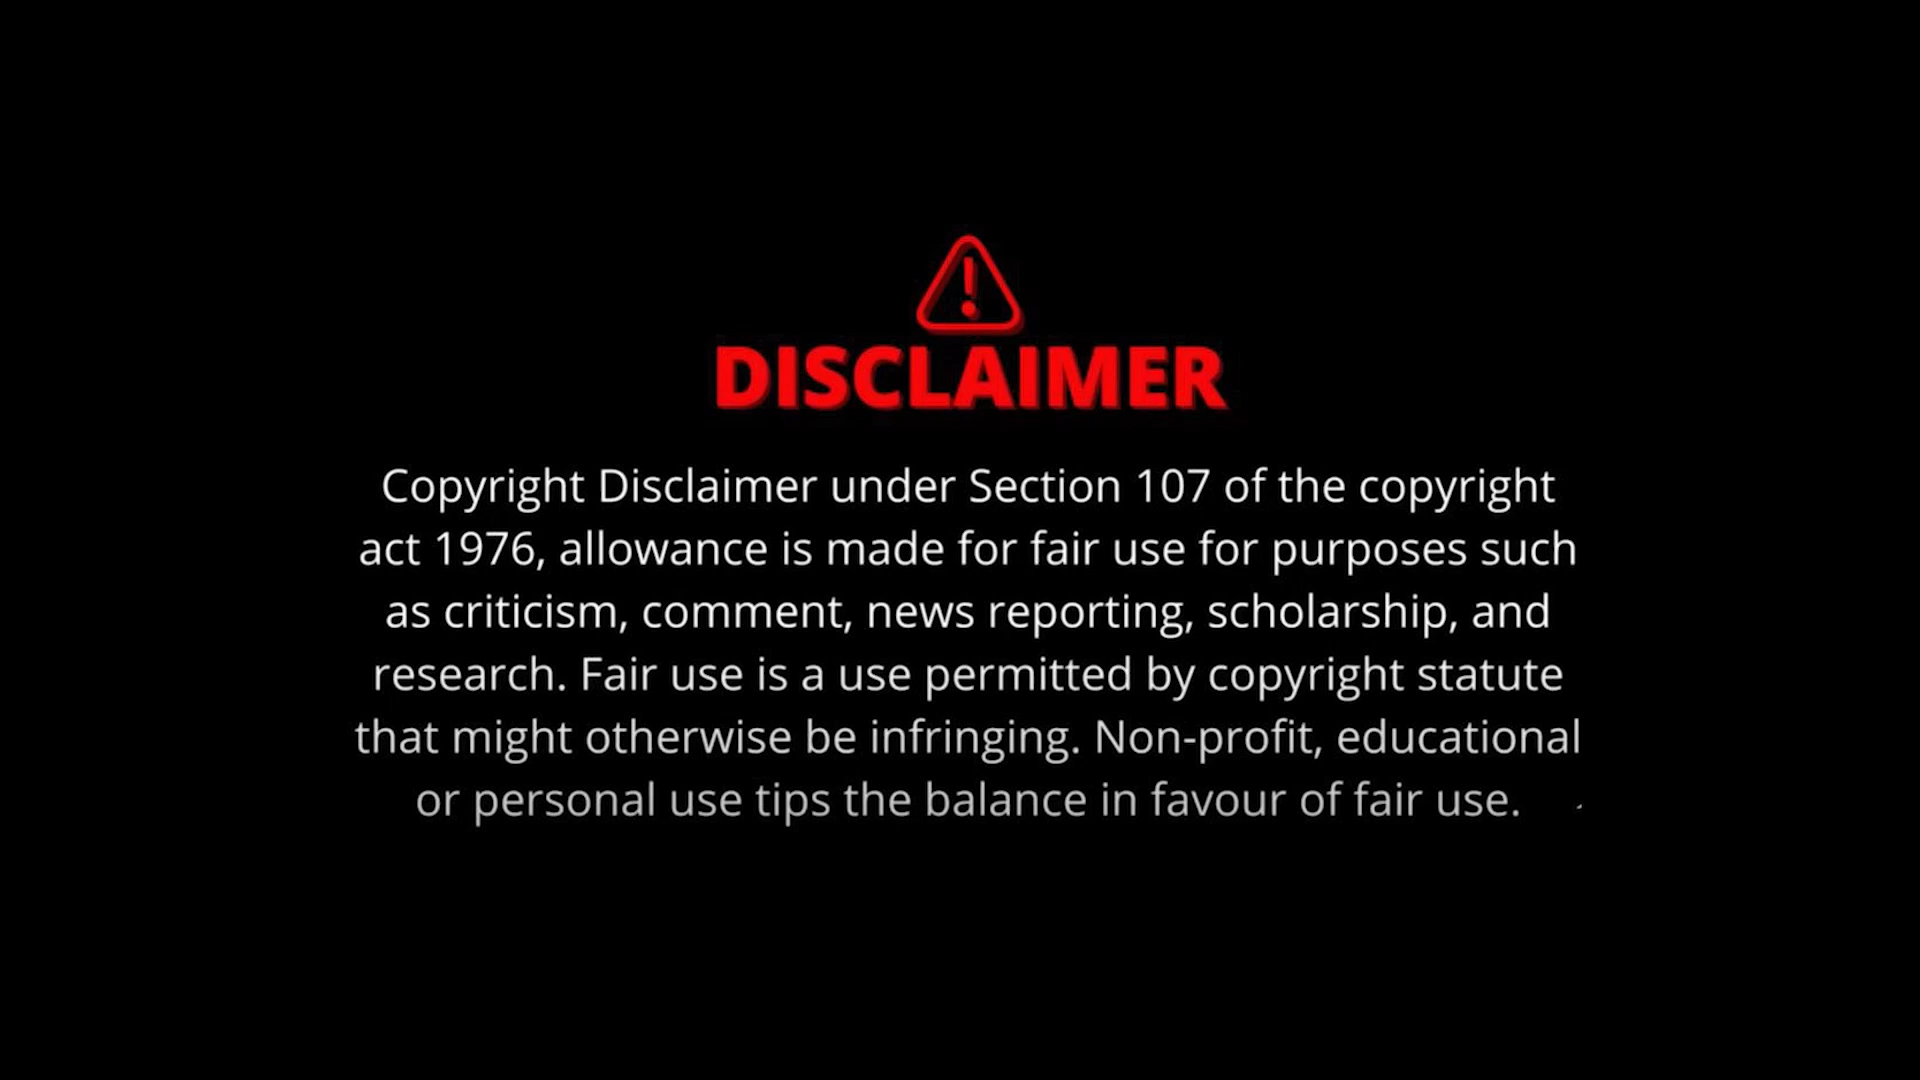 DISCLAIMER
Copyright Disclaimer under Section 107 of the copyright
act 1976, allowance is made for fair use for purposes such
as criticism, comment, news reporting, scholarship, and
research. Fair use is a use permitted by copyright statute
that might otherwise be infringing. Non-profit, educational
or personal use tips the balance in favour of fair use.